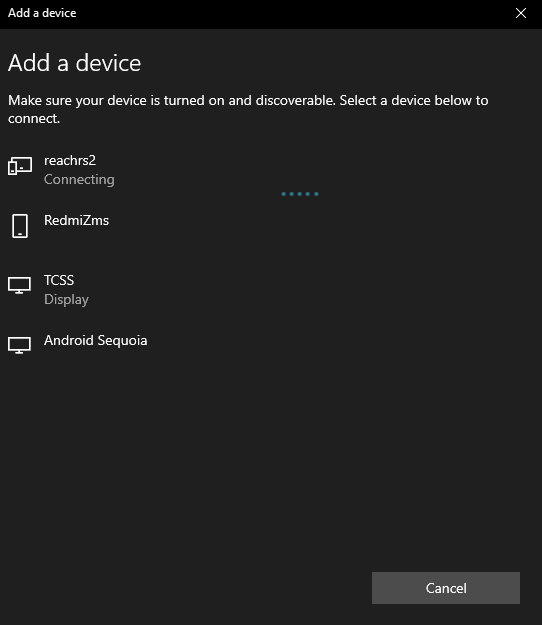 Add a device
Add a device
Make sure your device is turned on and discoverable. Select a device below to
connect.
reachrs2
Connecting
RedmiZms
TCSS
Display
Android Sequoia
Cancel